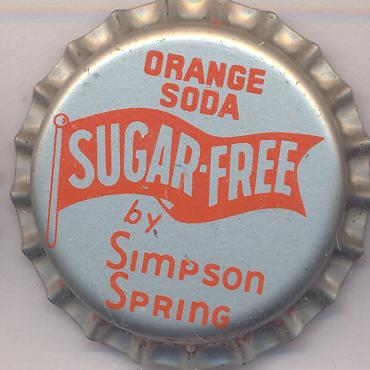 ORANGE
SODA
SUGAR-FREE
by
SIMPSON
SPRING